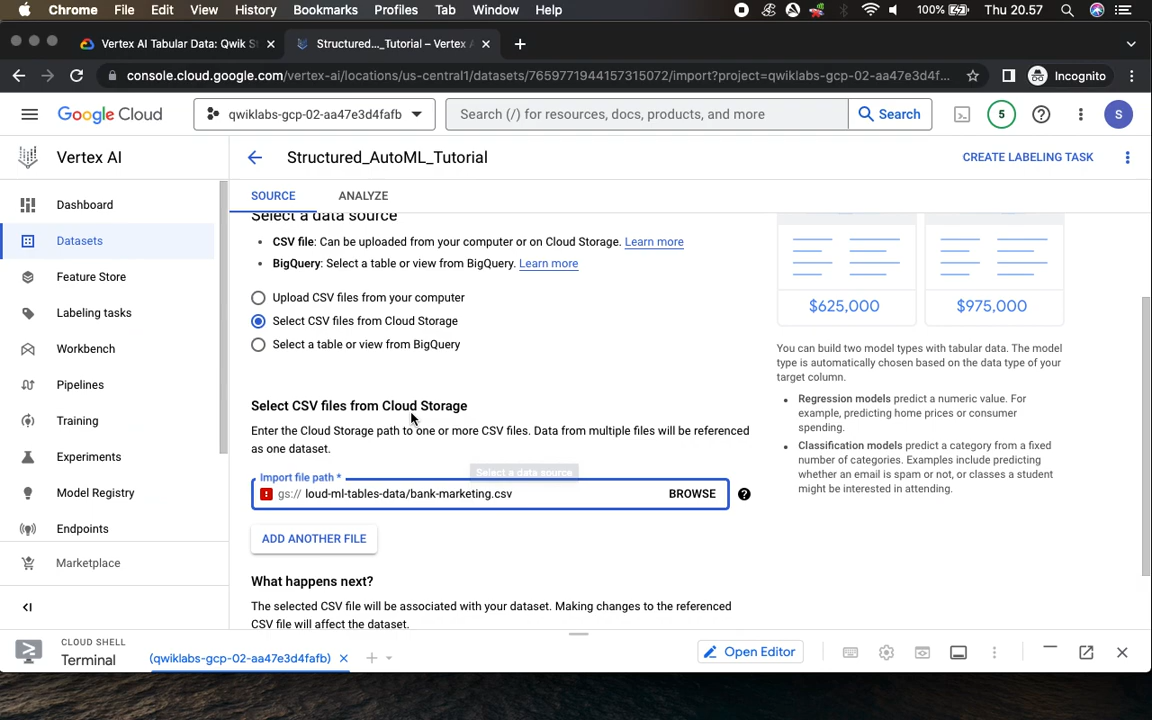 Chrome File Edit View History Bookmarks Profiles Tab Window Help 100% Thu 20.57
Vertex AI Tabular Data: Qwik St
Structured..._Tutorial – Vertex A
console.cloud.google.com/vertex-ai/locations/us-central1/datasets/7659771944157315072/import?project=qwiklabs-gcp-02-aa47e3d4f... Incognito
Google Cloud qwiklabs-gcp-02-aa47e3d4fafb Search (/) for resources, docs, products, and more Search 5 S
Vertex AI Structured_AutoML_Tutorial CREATE LABELING TASK
SOURCE ANALYZE
Dashboard
Datasets
Feature Store
Labeling tasks
Workbench
Pipelines
Training
Experiments
Model Registry
Endpoints
Marketplace
Select a data source
• CSV file: Can be uploaded from your computer or on Cloud Storage. Learn more
• BigQuery: Select a table or view from BigQuery. Learn more
Upload CSV files from your computer
Select CSV files from Cloud Storage
Select a table or view from BigQuery
Select CSV files from Cloud Storage
Enter the Cloud Storage path to one or more CSV files. Data from multiple files will be referenced
as one dataset.
Select a data source
Import file path *
gs:// loud-ml-tables-data/bank-marketing.csv BROWSE
ADD ANOTHER FILE
What happens next?
The selected CSV file will be associated with your dataset. Making changes to the referenced
CSV file will affect the dataset.
$625,000 $975,000
You can build two model types with tabular data. The model
type is automatically chosen based on the data type of your
target column.
• Regression models predict a numeric value. For
example, predicting home prices or consumer
spending.
• Classification models predict a category from a fixed
number of categories. Examples include predicting
whether an email is spam or not, or classes a student
might be interested in attending.
CLOUD SHELL
Terminal (qwiklabs-gcp-02-aa47e3d4fafb) Open Editor